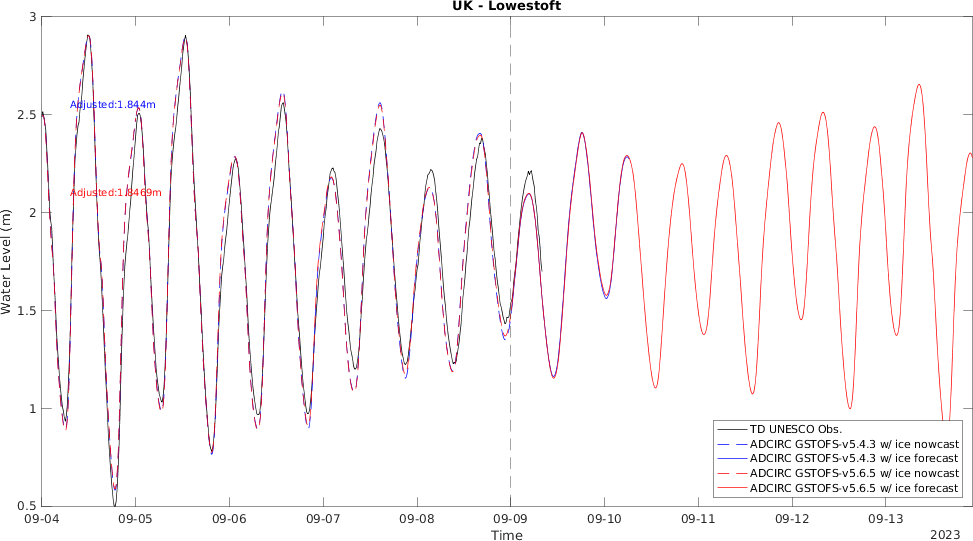 UK - Lowestoft
3
2.5
2
1.5
1
0.5
Water Level (m)
Adjusted:1.844m
Adjusted:1.8469m
TD UNESCO Obs.
ADCIRC GSTOFS-v5.4.3 w/ ice nowcast
ADCIRC GSTOFS-v5.4.3 w/ ice forecast
ADCIRC GSTOFS-v5.6.5 w/ ice nowcast
ADCIRC GSTOFS-v5.6.5 w/ ice forecast
09-04 09-05 09-06 09-07 09-08 09-09 09-10 09-11 09-12 09-13
Time
2023